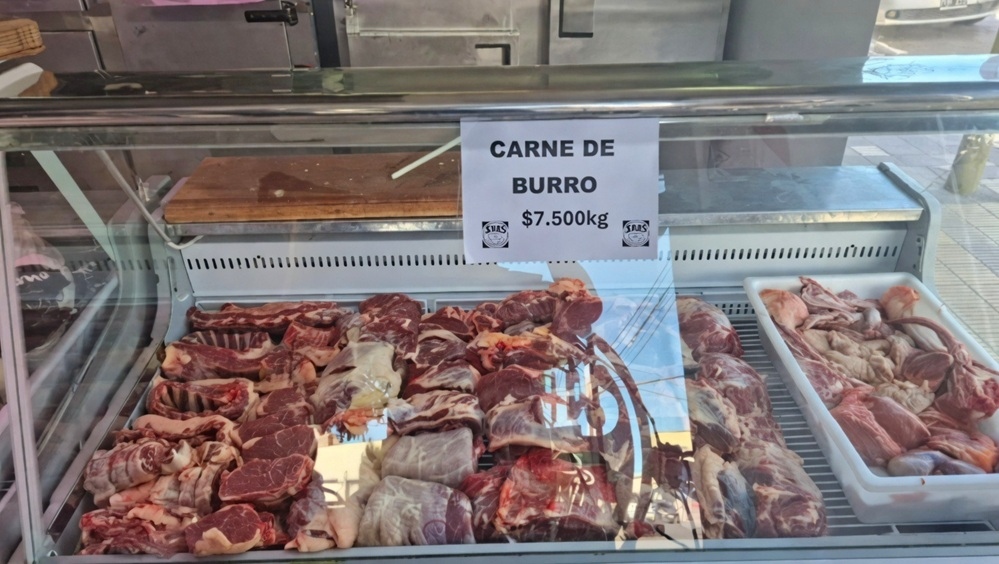 CARNE DE
BURRO
$7.500kg